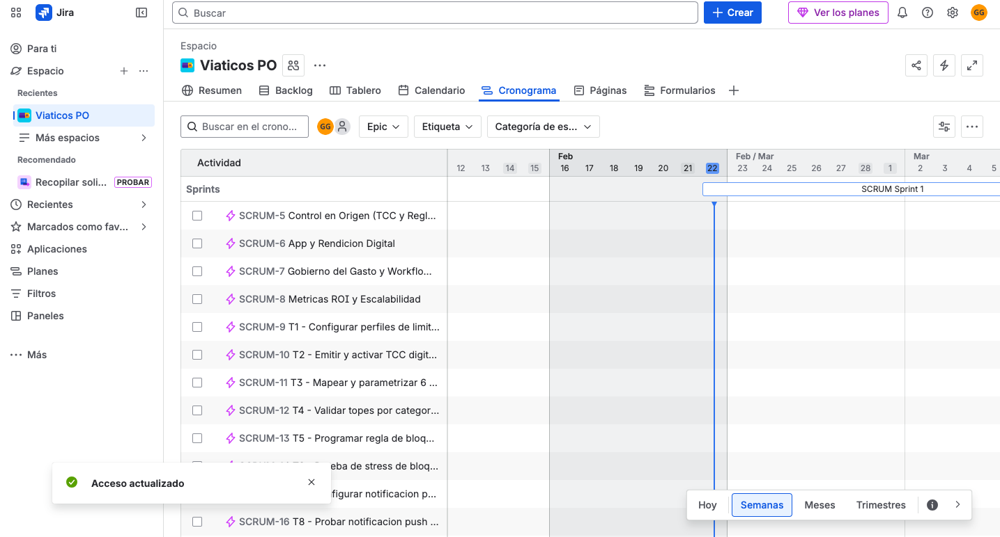 Jira
Buscar
Crear
Ver los planes
GG
Para ti
Espacio
Recientes
Viaticos PO
Más espacios
Recomendado
Recopilar soli... PROBAR
Recientes
Marcados como fav...
Aplicaciones
Planes
Filtros
Paneles
Más
Espacio
Viaticos PO
Resumen
Backlog
Tablero
Calendario
Cronograma
Páginas
Formularios
Buscar en el crono...
GG
Epic
Etiqueta
Categoría de es...
Actividad
Feb
Feb / Mar
Mar
12 13 14 15 16 17 18 19 20 21 22 23 24 25 26 27 28 1 2 3 4 5
Sprints
SCRUM Sprint 1
SCRUM-5 Control en Origen (TCC y Regl...
SCRUM-6 App y Rendicion Digital
SCRUM-7 Gobierno del Gasto y Workflo...
SCRUM-8 Metricas ROI y Escalabilidad
SCRUM-9 T1 - Configurar perfiles de limit...
SCRUM-10 T2 - Emitir y activar TCC digit...
SCRUM-11 T3 - Mapear y parametrizar 6 ...
SCRUM-12 T4 - Validar topes por categor...
SCRUM-13 T5 - Programar regla de bloq...
de stress de bloq...
notificacion p...
SCRUM-16 T8 - Probar notificacion push ...
Acceso actualizado
Hoy
Semanas
Meses
Trimestres